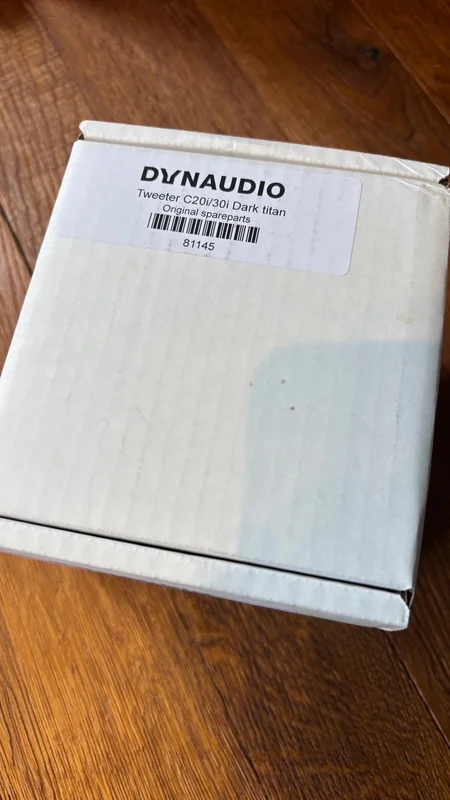 DYNAUDIO
Tweeter C20i/30i Dark titan
Original spareparts
81145